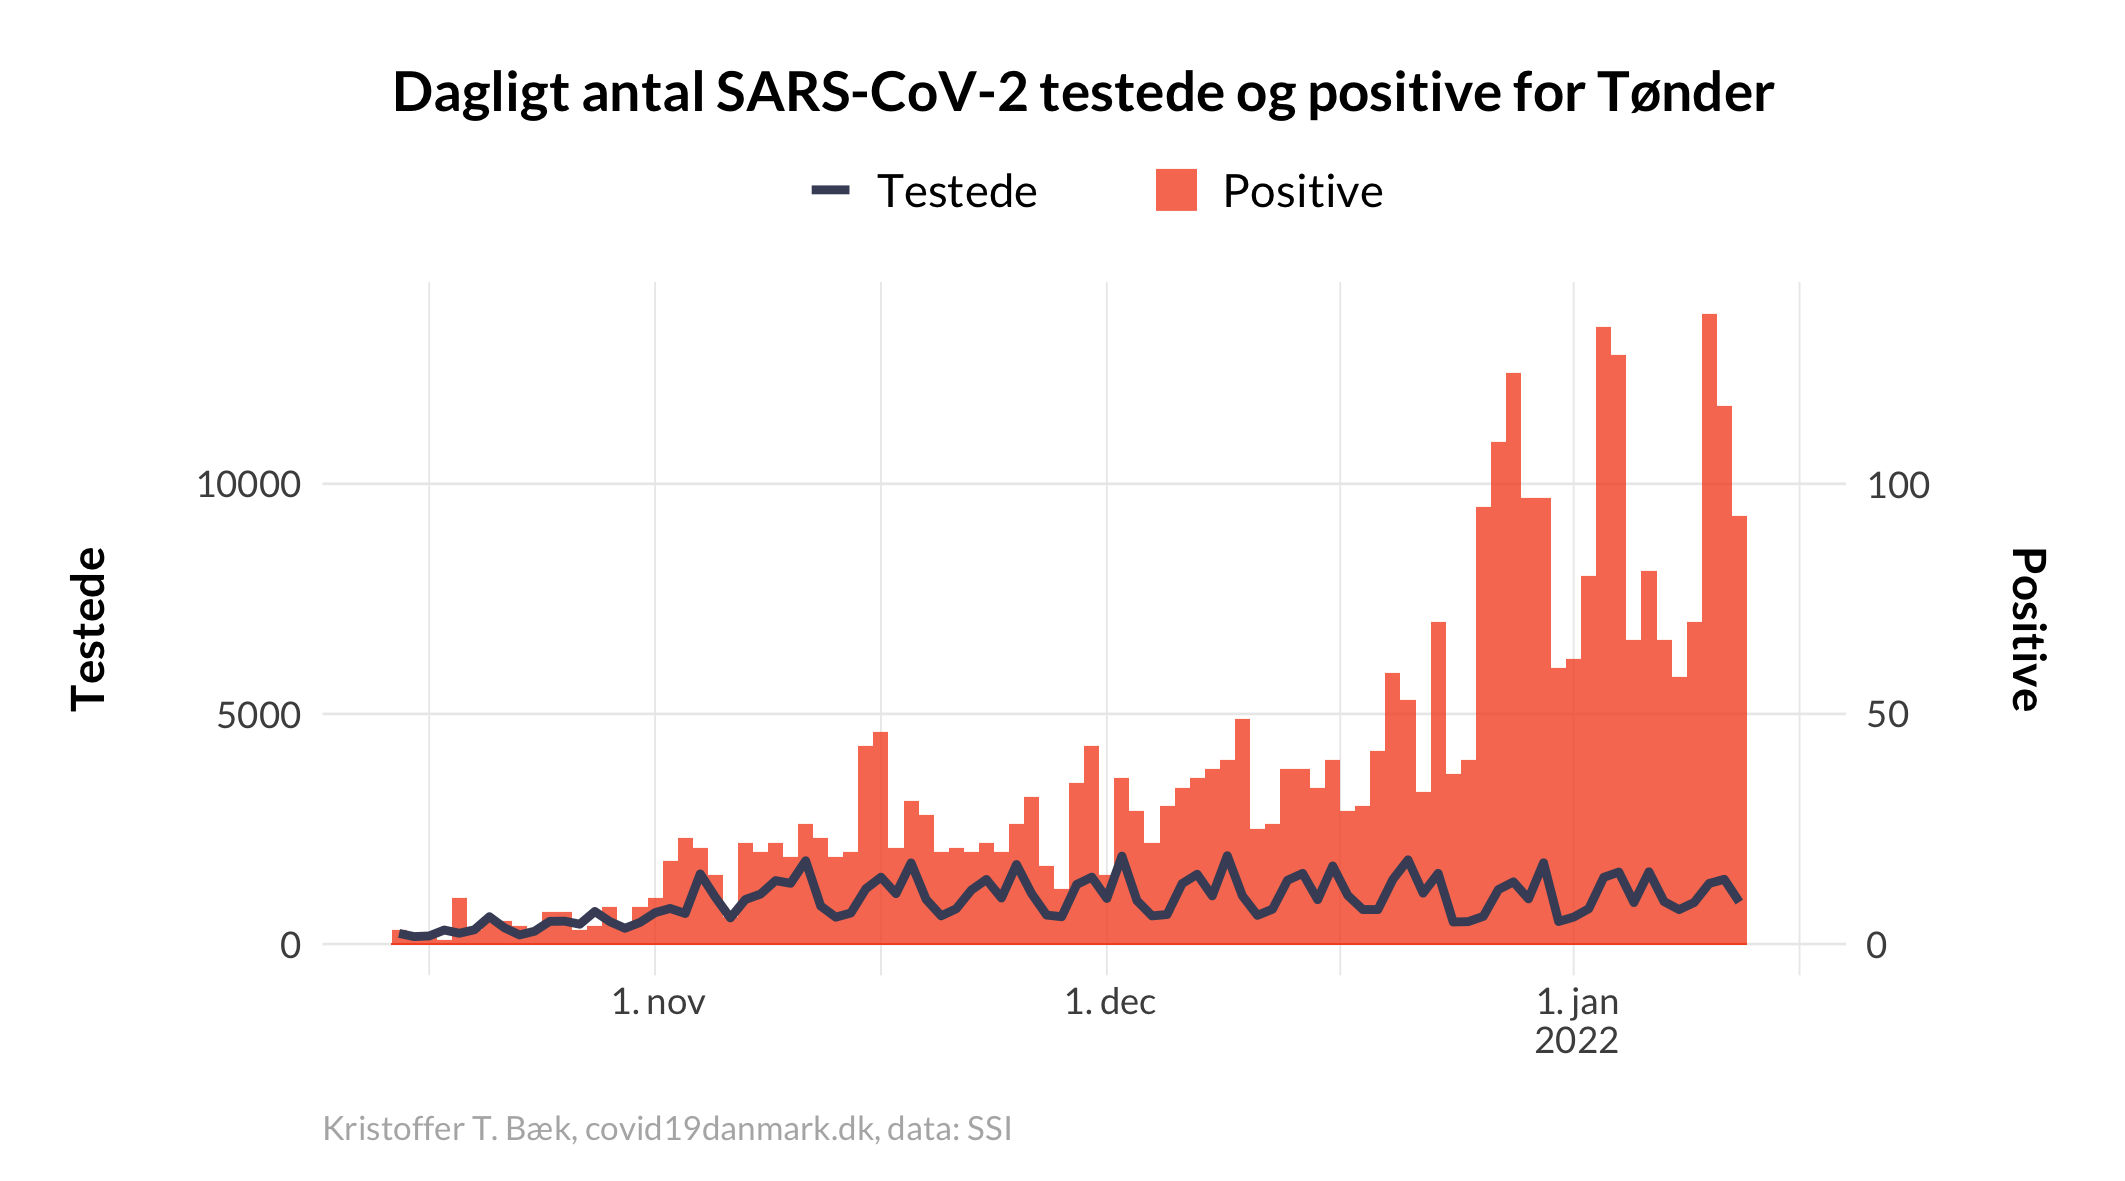 Dagligt antal SARS-CoV-2 testede og positive for Tønder
Testede
Positive
10000
5000
0
100
50
0
Testede
Positive
1. nov
1. dec
1. jan
2022
Kristoffer T. Bæk, covid19danmark.dk, data: SSI